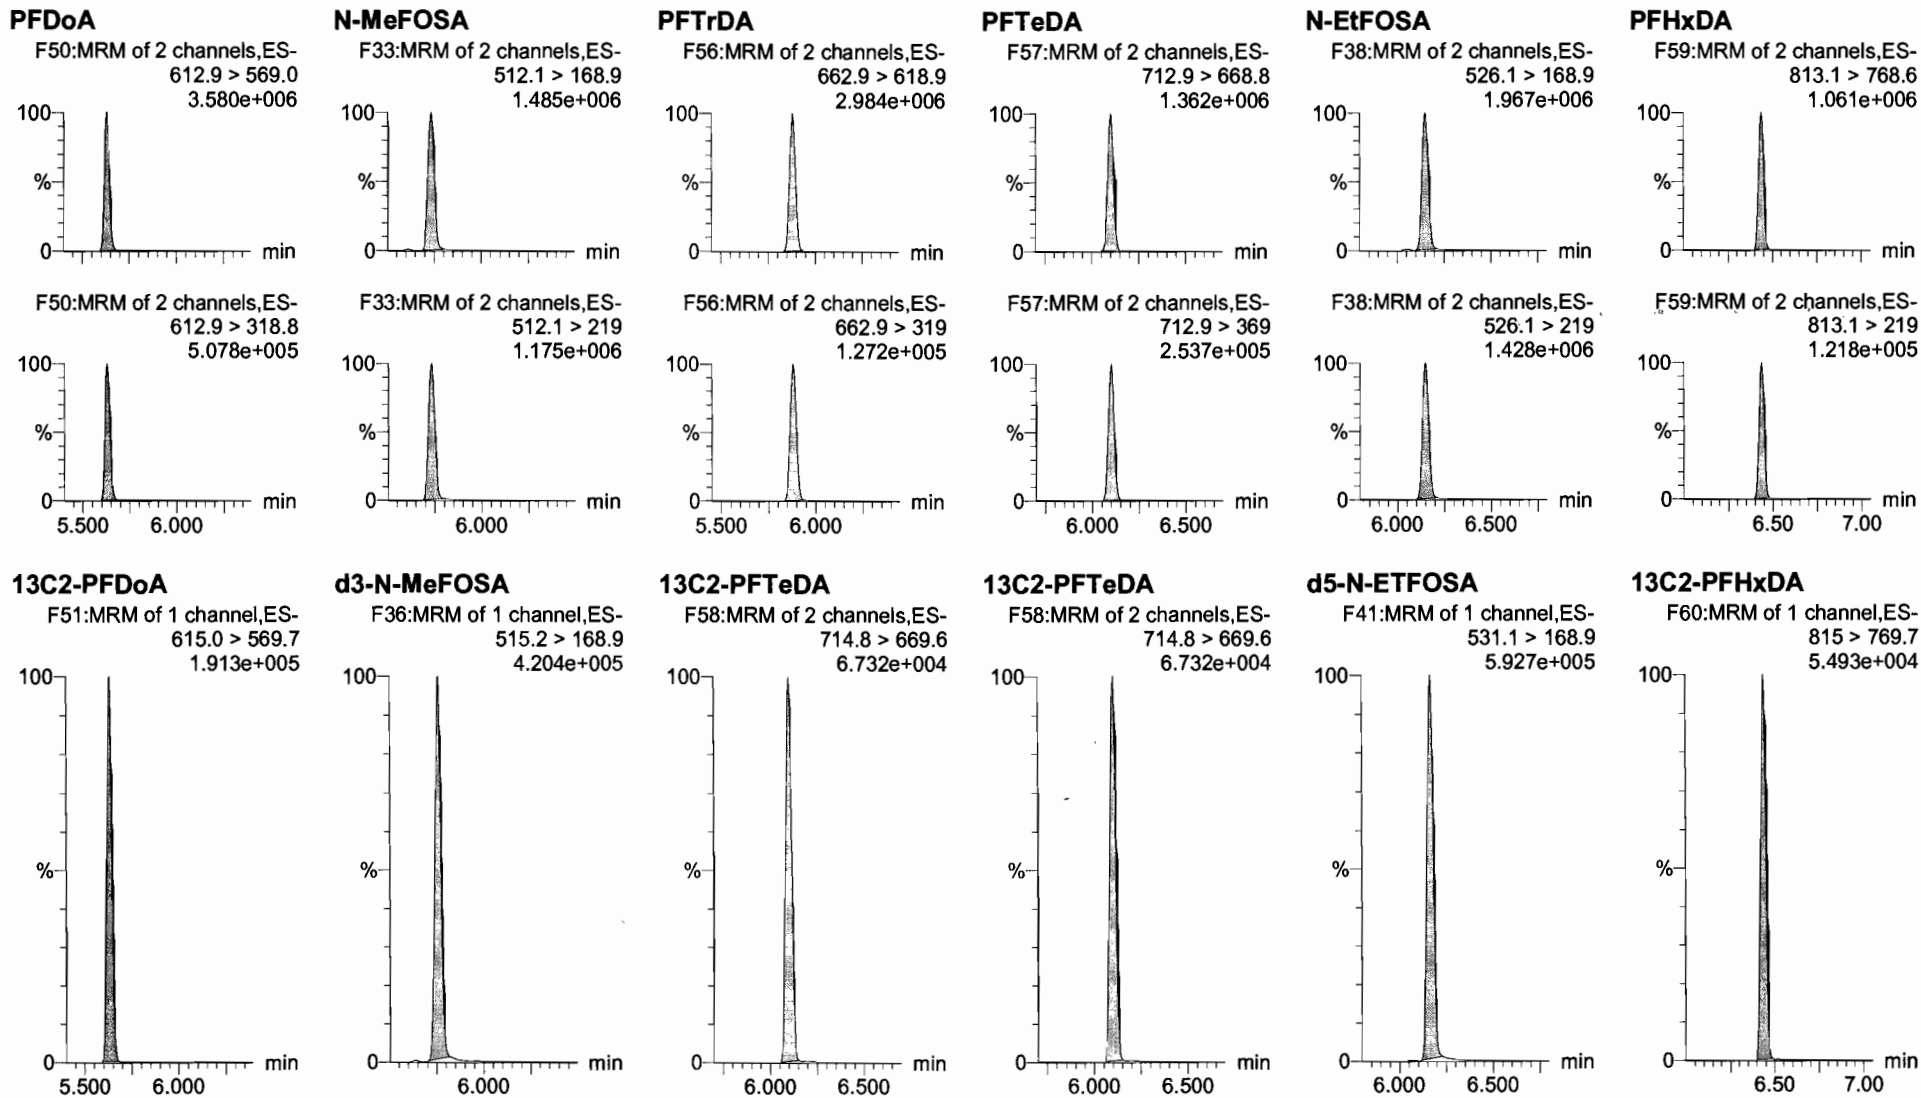 PFDoA
F50:MRM of 2 channels,ES-
612.9 > 569.0
3.580e+006
100
%
0
min
F50:MRM of 2 channels,ES-
612.9 > 318.8
5.078e+005
100
%
0
min
5.500 6.000
N-MeFOSA
F33:MRM of 2 channels,ES-
512.1 > 168.9
1.485e+006
100
%
0
min
F33:MRM of 2 channels,ES-
512.1 > 219
1.175e+006
100
%
0
min
6.000
PFTrDA
F56:MRM of 2 channels,ES-
662.9 > 618.9
2.984e+006
100
%
0
min
F56:MRM of 2 channels,ES-
662.9 > 319
1.272e+005
100
%
0
min
5.500 6.000
PFTeDA
F57:MRM of 2 channels,ES-
712.9 > 668.8
1.362e+006
100
%
0
min
F57:MRM of 2 channels,ES-
712.9 > 369
2.537e+005
100
%
0
min
6.000 6.500
N-EtFOSA
F38:MRM of 2 channels,ES-
526.1 > 168.9
1.967e+006
100
%
0
min
F38:MRM of 2 channels,ES-
526.1 > 219
1.428e+006
100
%
0
min
6.000 6.500
PFHxDA
F59:MRM of 2 channels,ES-
813.1 > 768.6
1.061e+006
100
%
0
min
F59:MRM of 2 channels,ES-
813.1 > 219
1.218e+005
100
%
0
min
6.50 7.00
13C2-PFDoA
F51:MRM of 1 channel,ES-
615.0 > 569.7
1.913e+005
100
%
0
min
5.500 6.000
d3-N-MeFOSA
F36:MRM of 1 channel,ES-
515.2 > 168.9
4.204e+005
100
%
0
min
6.000
13C2-PFTeDA
F58:MRM of 2 channels,ES-
714.8 > 669.6
6.732e+004
100
%
0
min
6.000 6.500
13C2-PFTeDA
F58:MRM of 2 channels,ES-
714.8 > 669.6
6.732e+004
100
%
0
min
6.000 6.500
d5-N-ETFOSA
F41:MRM of 1 channel,ES-
531.1 > 168.9
5.927e+005
100
%
0
min
6.000 6.500
13C2-PFHxDA
F60:MRM of 1 channel,ES-
815 > 769.7
5.493e+004
100
%
0
min
6.50 7.00